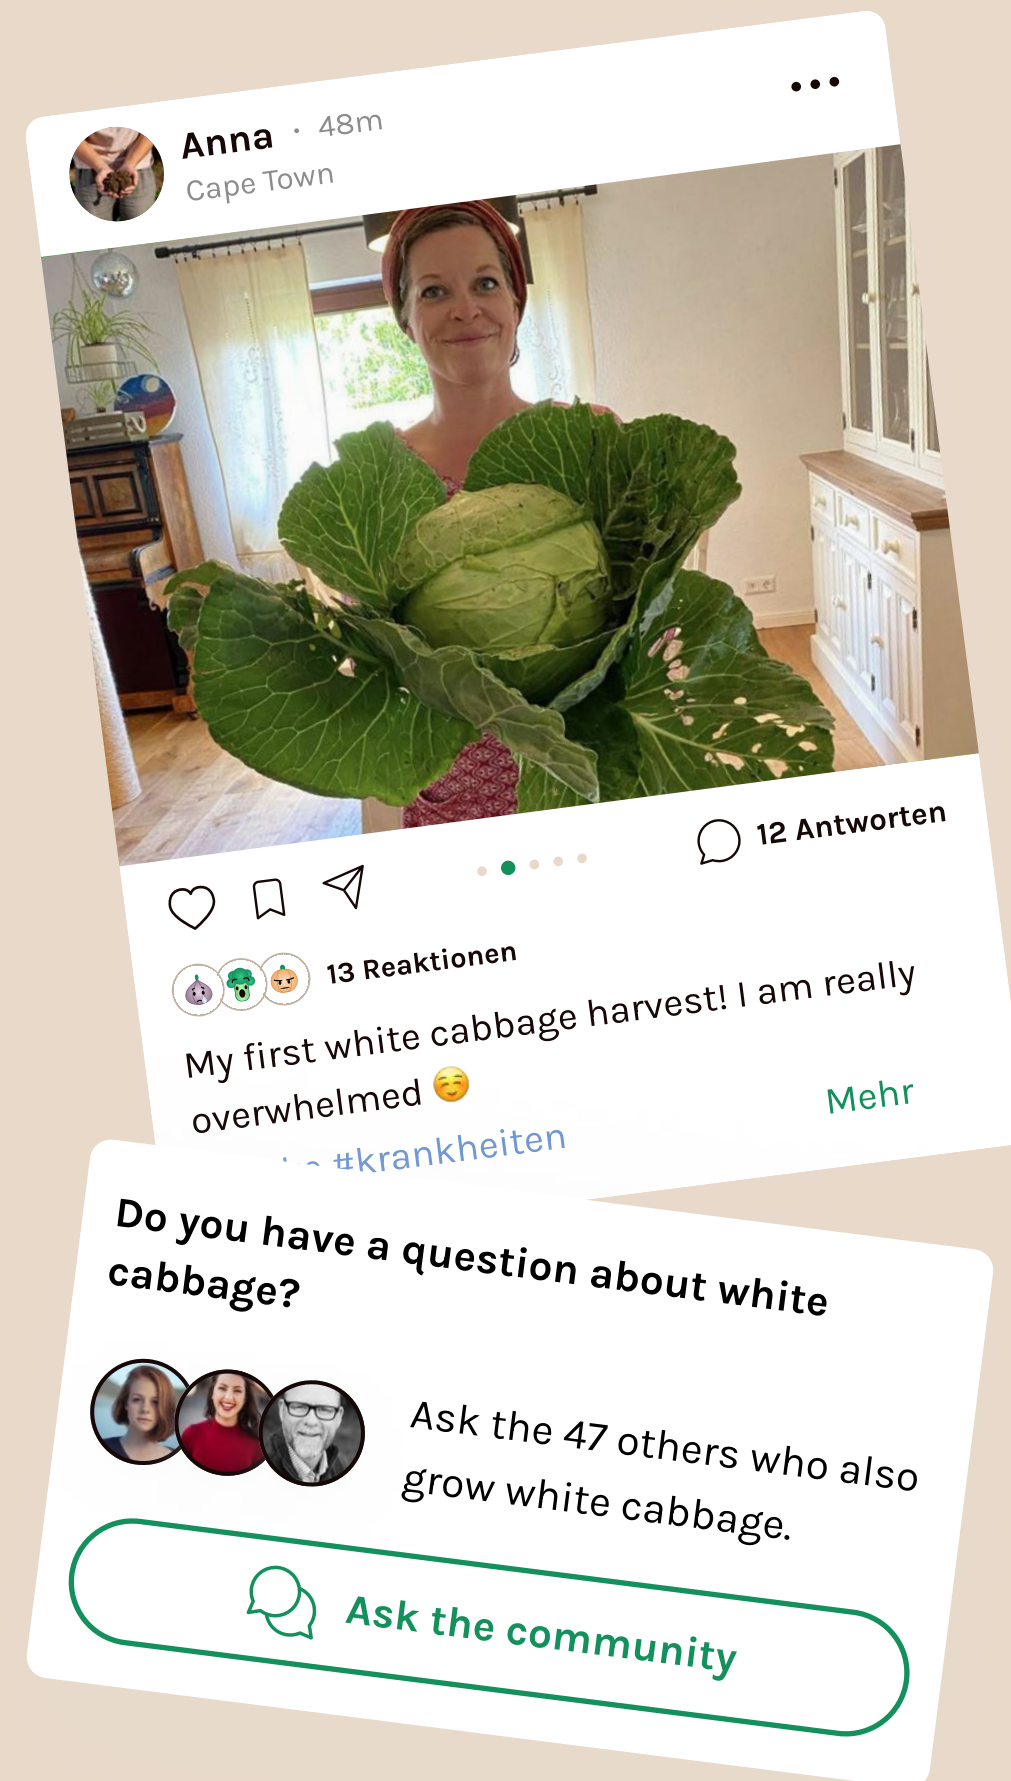 Anna · 48m
Cape Town
12 Antworten
13 Reaktionen
My first white cabbage harvest! I am really
overwhelmed ☺️
Mehr
#krankheiten
Do you have a question about white
cabbage?
Ask the 47 others who also
grow white cabbage.
Ask the community